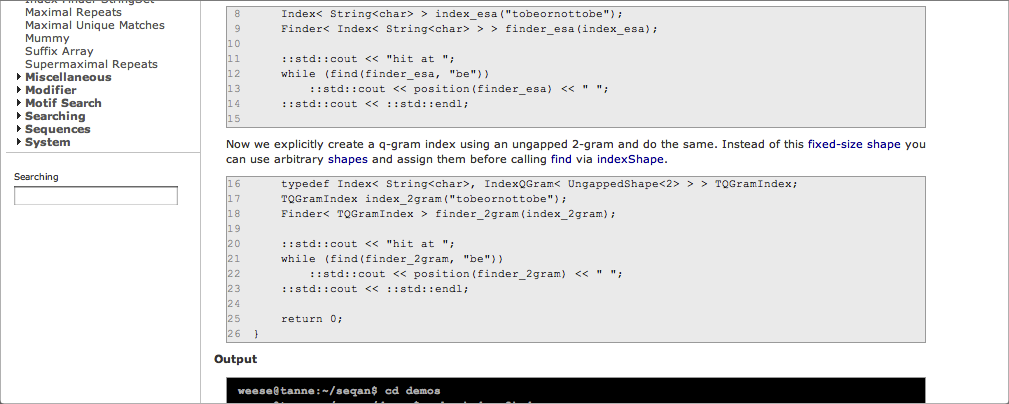 Maximal Repeats
Maximal Unique Matches
Mummy
Suffix Array
Supermaximal Repeats
Miscellaneous
Modifier
Motif Search
Searching
Sequences
System
Searching
8 Index< String<char> > index_esa("tobeornottobe");
9 Finder< Index< String<char> > > finder_esa(index_esa);
10
11 ::std::cout << "hit at ";
12 while (find(finder_esa, "be"))
13 ::std::cout << position(finder_esa) << " ";
14 ::std::cout << ::std::endl;
15
Now we explicitly create a q-gram index using an ungapped 2-gram and do the same. Instead of this fixed-size shape you
can use arbitrary shapes and assign them before calling find via indexShape.
16 typedef Index< String<char>, IndexQGram< UngappedShape<2> > > TQGramIndex;
17 TQGramIndex index_2gram("tobeornottobe");
18 Finder< TQGramIndex > finder_2gram(index_2gram);
19
20 ::std::cout << "hit at ";
21 while (find(finder_2gram, "be"))
22 ::std::cout << position(finder_2gram) << " ";
23 ::std::cout << ::std::endl;
24
25 return 0;
26 }
Output
weese@tanne:~/seqan$ cd demos